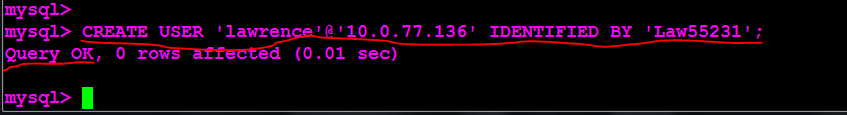 mysql>
mysql> CREATE USER 'lawrence'@'10.0.77.136' IDENTIFIED BY 'Law55231';
Query OK, 0 rows affected (0.01 sec)
mysql>